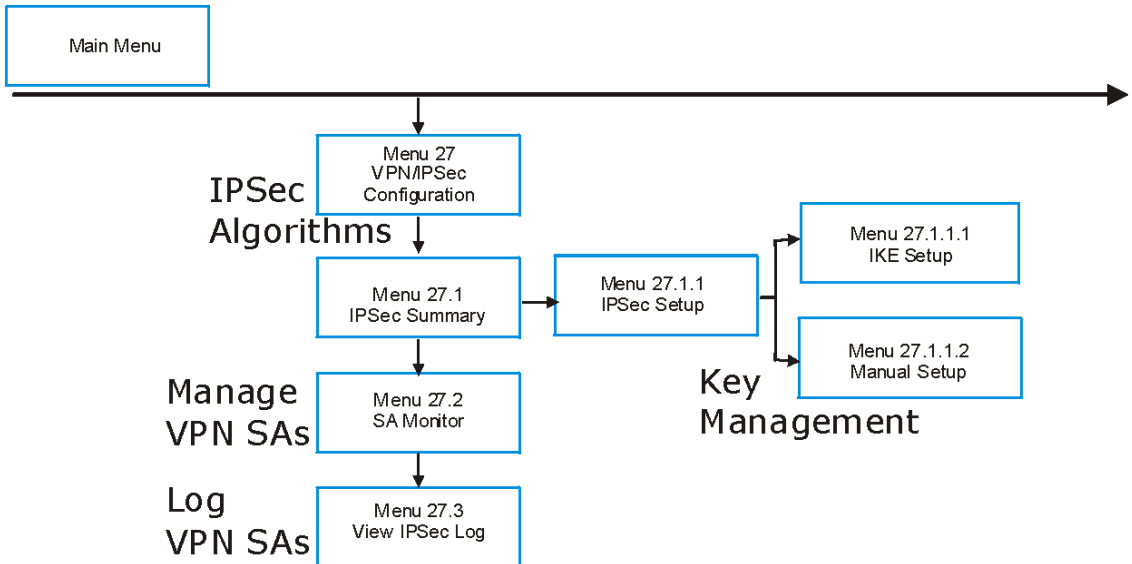 Main Menu
Menu 27
VPN/IPSec
Configuration
IPSec
Algorithms
Menu 27.1
IPSec Summary
Menu 27.1.1
IPSec Setup
Menu 27.1.1.1
IKE Setup
Menu 27.1.1.2
Manual Setup
Key
Management
Manage
VPN SAs
Menu 27.2
SA Monitor
Log
VPN SAs
Menu 27.3
View IPSec Log